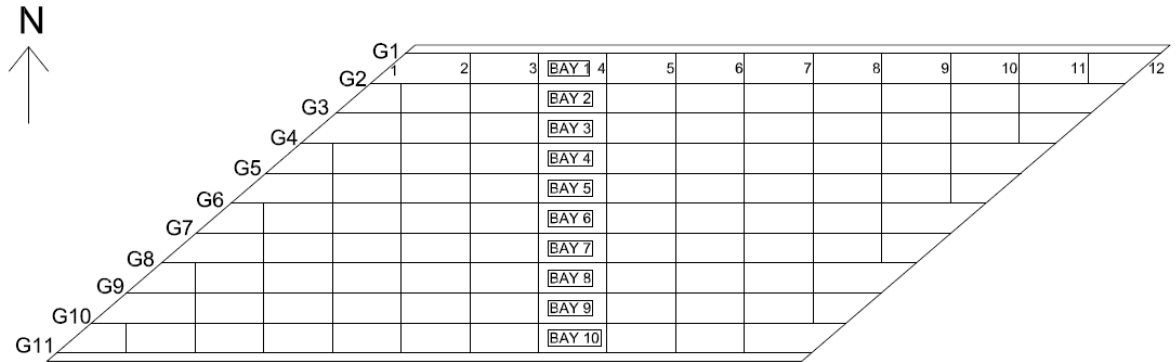 N
G1
1 2 3 BAY 1 4 5 6 7 8 9 10 11 12
G2
BAY 2
G3
BAY 3
G4
BAY 4
G5
BAY 5
G6
BAY 6
G7
BAY 7
G8
BAY 8
G9
BAY 9
G10
BAY 10
G11